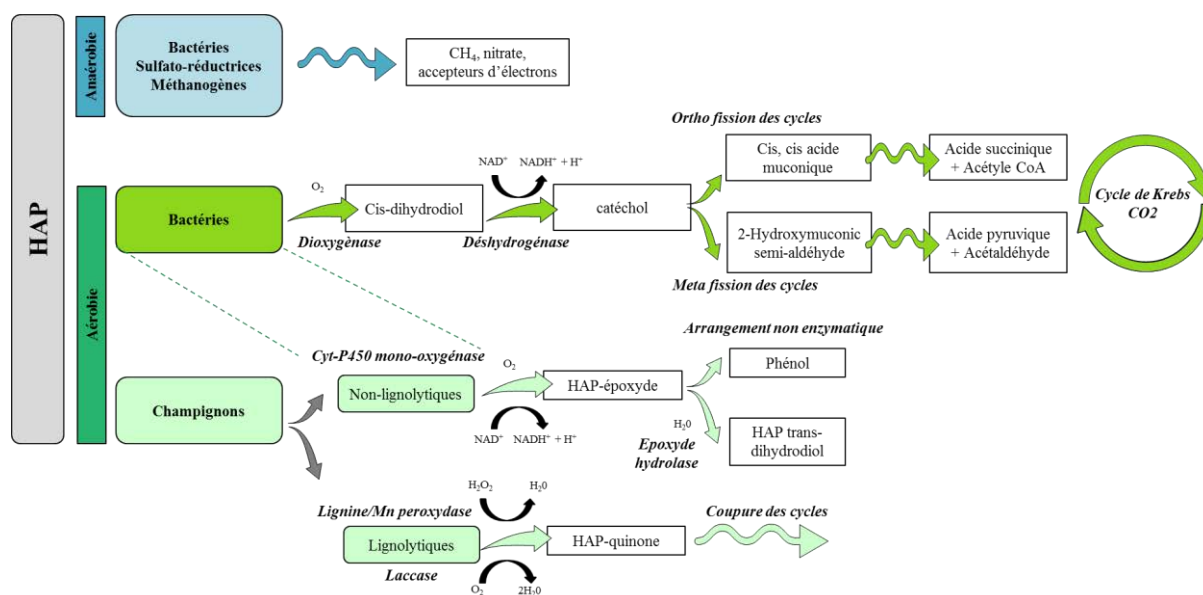 HAP
Anaérobie
Bactéries
Sulfato-réductrices
Méthanogènes
CH₄, nitrate,
accepteurs d’électrons
Aérobie
Bactéries
O₂
Dioxygènase
Cis-dihydrodiol
NAD⁺
NADH⁺ + H⁺
Déshydrogénase
catéchol
Ortho fission des cycles
Cis, cis acide
muconique
Acide succinique
+ Acétyle CoA
2-Hydroxymuconic
semi-aldéhyde
Acide pyruvique
+ Acétaldéhyde
Meta fission des cycles
Cycle de Krebs
CO2
Champignons
Cyt-P450 mono-oxygénase
Non-lignolytiques
O₂
NAD⁺
NADH⁺ + H⁺
HAP-époxyde
Arrangement non enzymatique
Phénol
H₂0
Epoxyde
hydrolase
HAP trans-
dihydrodiol
Lignine/Mn peroxydase
Lignolytiques
Laccase
H₂O₂
H₂0
O₂
2H₂0
HAP-quinone
Coupure des cycles